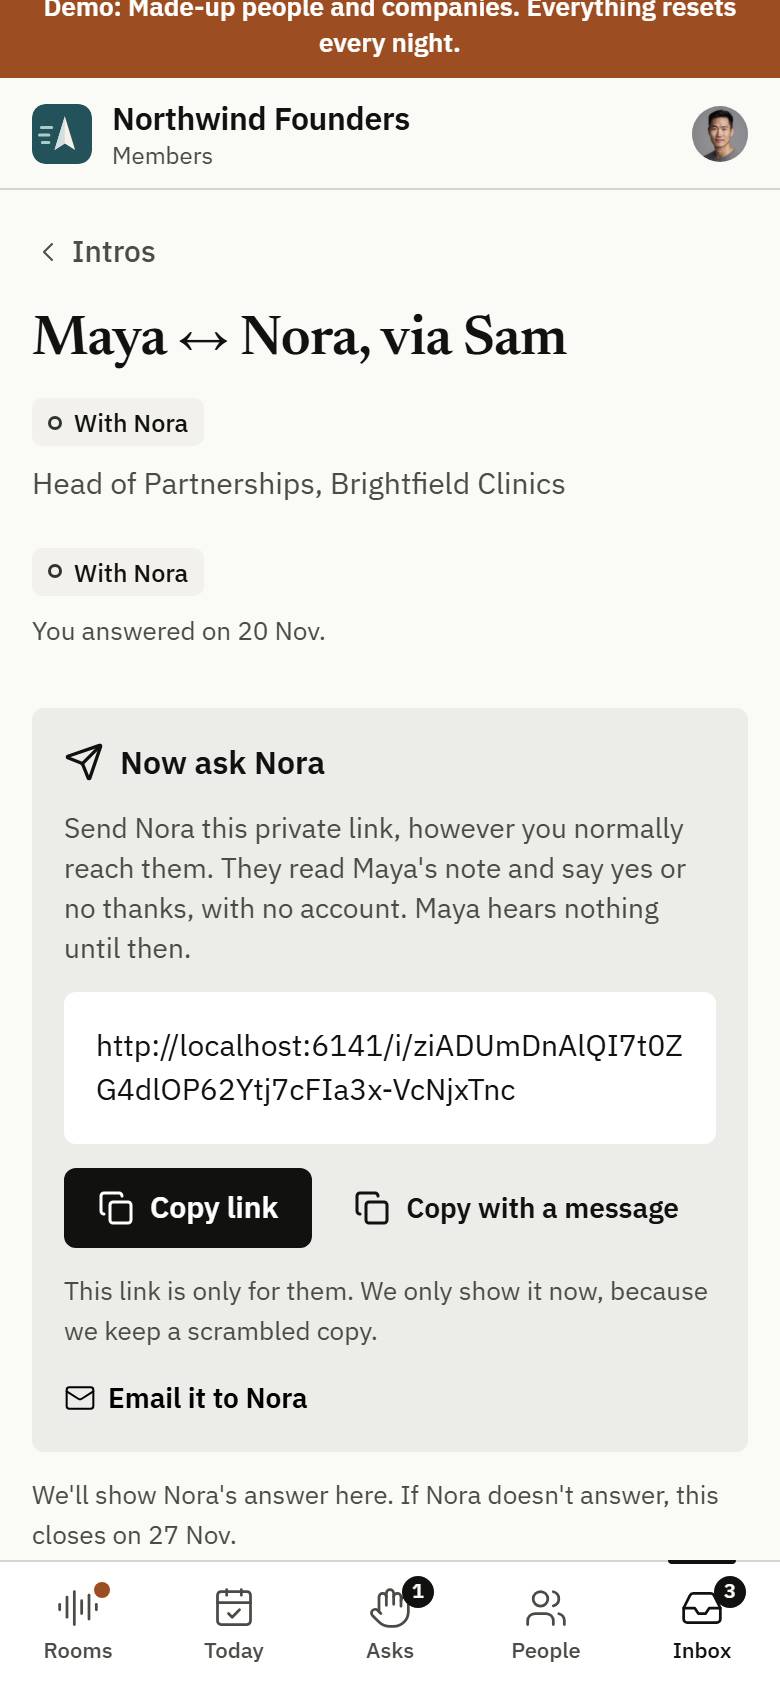 Demo: Made-up people and companies. Everything resets
every night.
Northwind Founders
Members
Intros
Maya ↔ Nora, via Sam
With Nora
Head of Partnerships, Brightfield Clinics
With Nora
You answered on 20 Nov.
Now ask Nora
Send Nora this private link, however you normally
reach them. They read Maya's note and say yes or
no thanks, with no account. Maya hears nothing
until then.
http://localhost:6141/i/ziADUmDnAlQI7t0Z
G4dlOP62Ytj7cFIa3x-VcNjxTnc
Copy link
Copy with a message
This link is only for them. We only show it now, because
we keep a scrambled copy.
Email it to Nora
We'll show Nora's answer here. If Nora doesn't answer, this
closes on 27 Nov.
1
3
Rooms
Today
Asks
People
Inbox